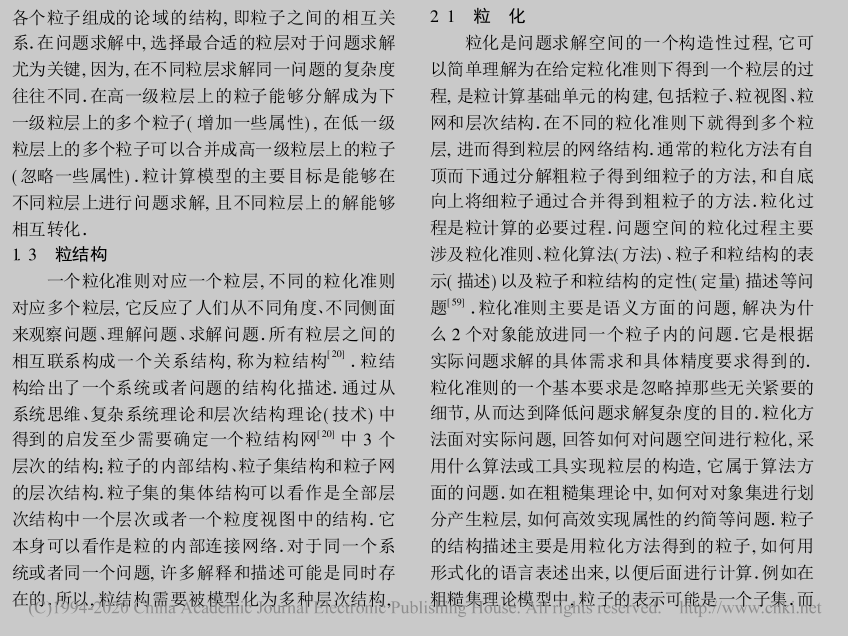 各个粒子组成的论域的结构, 即粒子之间的相互关
系. 在问题求解中, 选择最合适的粒层对于问题求解
尤为关键, 因为, 在不同粒层求解同一问题的复杂度
往往不同. 在高一级粒层上的粒子能够分解成为下
一级粒层上的多个粒子( 增加一些属性) , 在低一级
粒层上的多个粒子可以合并成高一级粒层上的粒子
( 忽略一些属性) . 粒计算模型的主要目标是能够在
不同粒层上进行问题求解, 且不同粒层上的解能够
相互转化.
1. 3 粒结构
一个粒化准则对应一个粒层, 不同的粒化准则
对应多个粒层, 它反应了人们从不同角度、不同侧面
来观察问题、理解问题、求解问题. 所有粒层之间的
相互联系构成一个关系结构, 称为粒结构[20] . 粒结
构给出了一个系统或者问题的结构化描述. 通过从
系统思维、复杂系统理论和层次结构理论( 技术) 中
得到的启发至少需要确定一个粒结构网[20] 中 3 个
层次的结构: 粒子的内部结构、粒子集结构和粒子网
的层次结构. 粒子集的集体结构可以看作是全部层
次结构中一个层次或者一个粒度视图中的结构. 它
本身可以看作是粒的内部连接网络. 对于同一个系
统或者同一个问题, 许多解释和描述可能是同时存
在的. 所以, 粒结构需要被模型化为多种层次结构,
2 1 粒 化
粒化是问题求解空间的一个构造性过程, 它可
以简单理解为在给定粒化准则下得到一个粒层的过
程, 是粒计算基础单元的构建, 包括粒子、粒视图、粒
网和层次结构. 在不同的粒化准则下就得到多个粒
层, 进而得到粒层的网络结构. 通常的粒化方法有自
顶而下通过分解粗粒子得到细粒子的方法, 和自底
向上将细粒子通过合并得到粗粒子的方法. 粒化过
程是粒计算的必要过程. 问题空间的粒化过程主要
涉及粒化准则、粒化算法( 方法) 、粒子和粒结构的表
示( 描述) 以及粒子和粒结构的定性( 定量) 描述等问
题[59] . 粒化准则主要是语义方面的问题, 解决为什
么 2 个对象能放进同一个粒子内的问题. 它是根据
实际问题求解的具体需求和具体精度要求得到的.
粒化准则的一个基本要求是忽略掉那些无关紧要的
细节, 从而达到降低问题求解复杂度的目的. 粒化方
法面对实际问题, 回答如何对问题空间进行粒化, 采
用什么算法或工具实现粒层的构造, 它属于算法方
面的问题. 如在粗糙集理论中, 如何对对象集进行划
分产生粒层, 如何高效实现属性的约简等问题. 粒子
的结构描述主要是用粒化方法得到的粒子, 如何用
形式化的语言表述出来, 以便后面进行计算. 例如在
粗糙集理论模型中, 粒子的表示可能是一个子集. 而
(C)1994-2020 China Academic Journal Electronic Publishing House. All rights reserved. http://www.cnki.net